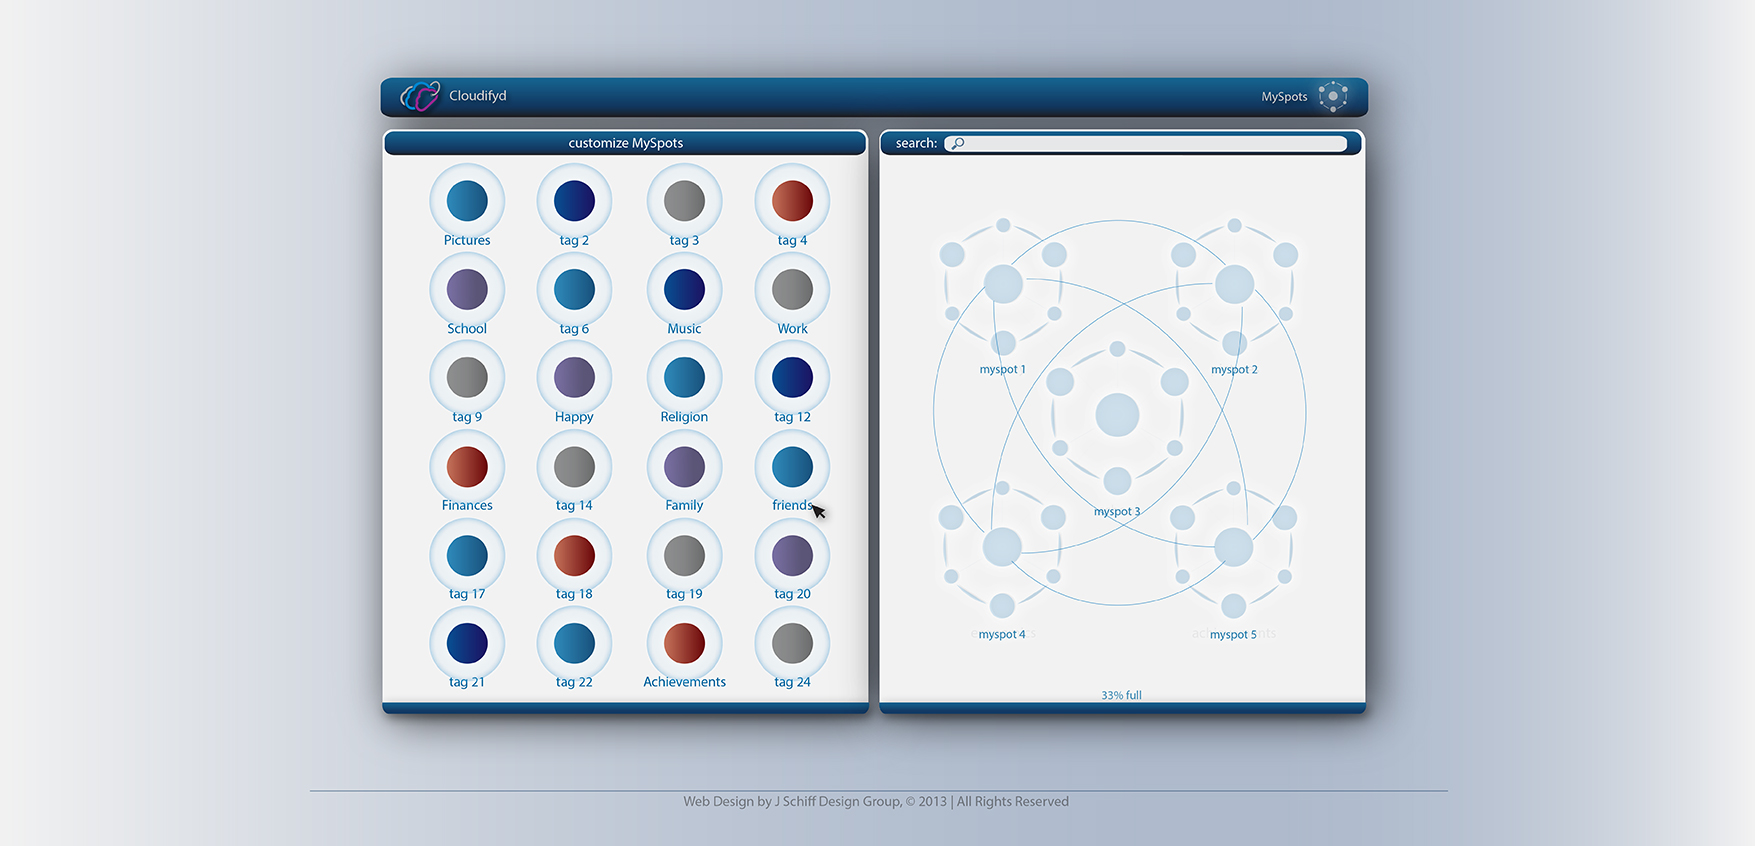 Cloudifyd
MySpots
customize MySpots
Pictures
tag 2
tag 3
tag 4
School
tag 6
Music
Work
tag 9
Happy
Religion
tag 12
Finances
tag 14
Family
friends
tag 17
tag 18
tag 19
tag 20
tag 21
tag 22
Achievements
tag 24
search:
myspot 1
myspot 2
myspot 3
myspot 4
myspot 5
33% full
Web Design by J Schiff Design Group, © 2013 | All Rights Reserved